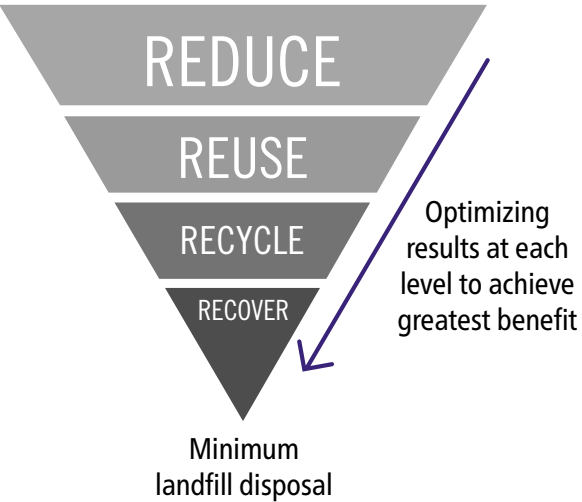 REDUCE
REUSE
RECYCLE
RECOVER
Optimizing
results at each
level to achieve
greatest benefit
Minimum
landfill disposal